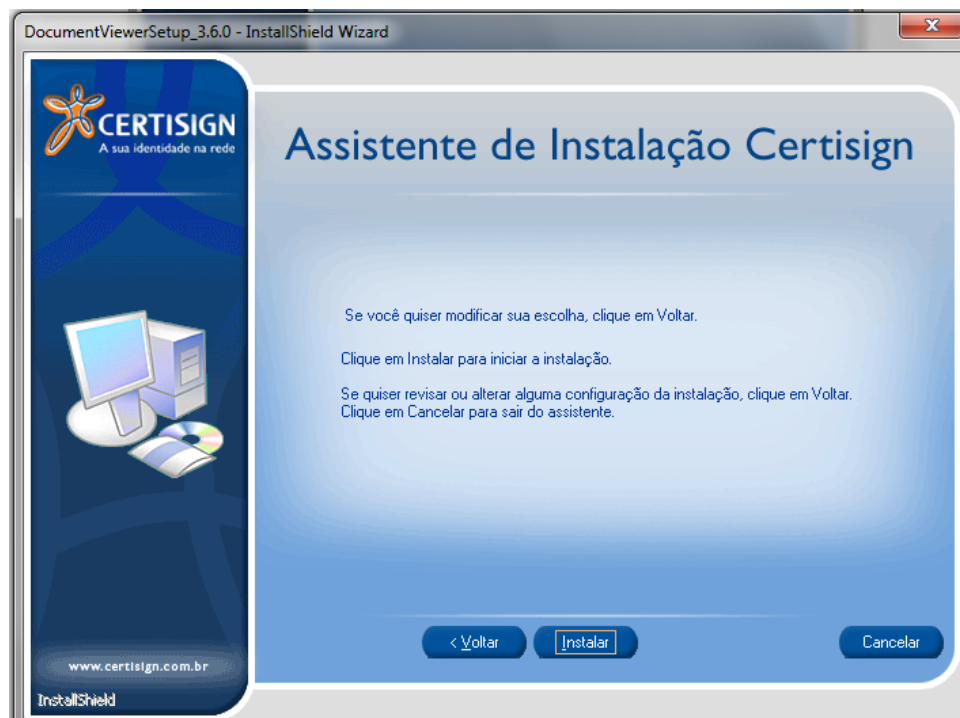 DocumentViewerSetup_3.6.0 - InstallShield Wizard
CERTISIGN
A sua identidade na rede
Assistente de Instalação Certisign
Se você quiser modificar sua escolha, clique em Voltar.
Clique em Instalar para iniciar a instalação.
Se quiser revisar ou alterar alguma configuração da instalação, clique em Voltar.
Clique em Cancelar para sair do assistente.
< Voltar
Instalar
Cancelar
www.certisign.com.br
InstallShield